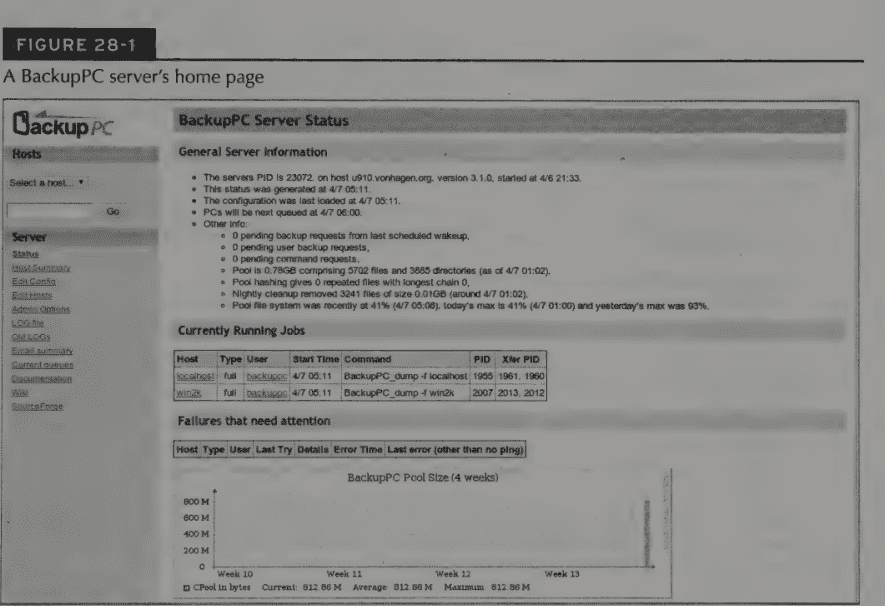 FIGURE 28-1
A BackupPC server's home page
BackupPC
Hosts
Select a host...
Go
Server
Status
Host Summary
Edit Config
Edit Hosts
Admin Options
LOG file
Old LOGs
Email summary
Current queues
Documentation
Wiki
SourceForge
BackupPC Server Status
General Server Information
The servers PID is 23072, on host u910.vonhagen.org, version 3.1.0, started at 4/6 21:33.
This status was generated at 4/7 05:11.
The configuration was last loaded at 4/7 05:11.
PCs will be next queued at 4/7 06:00.
Other info:
0 pending backup requests from last scheduled wakeup,
0 pending user backup requests,
0 pending command requests,
Pool is 0.78GB comprising 5702 files and 3885 directories (as of 4/7 01:02),
Pool hashing gives 0 repeated files with longest chain 0,
Nightly cleanup removed 3241 files of size 0.01GB (around 4/7 01:02),
Pool file system was recently at 41% (4/7 05:08), today's max is 41% (4/7 01:00) and yesterday's max was 93%.
Currently Running Jobs
Host Type User Start Time Command PID Xfer PID
localhost full backuppc 4/7 05:11 BackupPC_dump -f localhost 1955 1961, 1960
win2k full backuppc 4/7 05:11 BackupPC_dump -f win2k 2007 2013, 2012
Failures that need attention
Host Type User Last Try Details Error Time Last error (other than no ping)
BackupPC Pool Size (4 weeks)
800 M
600 M
400 M
200 M
0
Week 10 Week 11 Week 12 Week 13
CPool in bytes Current: 812.86 M Average: 812.86 M Maximum: 812.86 M